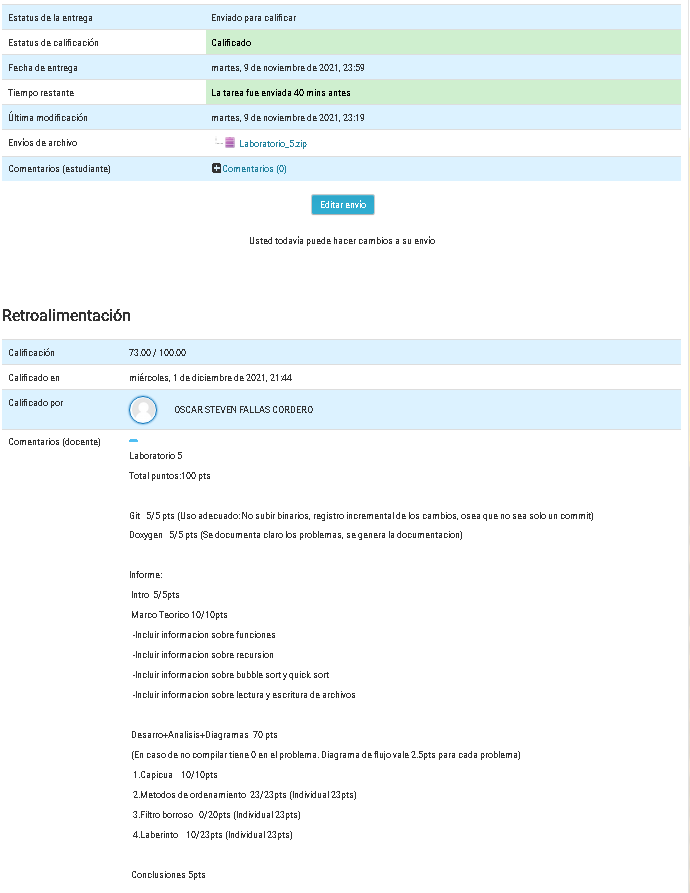 Estatus de la entrega Enviado para calificar
Estatus de calificación Calificado
Fecha de entrega martes, 9 de noviembre de 2021, 23:59
Tiempo restante La tarea fue enviada 40 mins antes
Última modificación martes, 9 de noviembre de 2021, 23:19
Envíos de archivo Laboratorio_5.zip
Comentarios (estudiante) Comentarios (0)
Editar envío
Usted todavía puede hacer cambios a su envío
Retroalimentación
Calificación 73.00 / 100.00
Calificado en miércoles, 1 de diciembre de 2021, 21:44
Calificado por OSCAR STEVEN FALLAS CORDERO
Comentarios (docente)
Laboratorio 5
Total puntos:100 pts
Git 5/5 pts (Uso adecuado: No subir binarios, registro incremental de los cambios, osea que no sea solo un commit)
Doxygen 5/5 pts (Se documenta claro los problemas, se genera la documentacion)
Informe:
Intro 5/5pts
Marco Teorico 10/10pts
-Incluir informacion sobre funciones
-Incluir informacion sobre recursion
-Incluir informacion sobre bubble sort y quick sort
-Incluir informacion sobre lectura y escritura de archivos
Desarro+Analisis+Diagramas 70 pts
(En caso de no compilar tiene 0 en el problema. Diagrama de flujo vale 2.5pts para cada problema)
1.Capicua 10/10pts
2.Metodos de ordenamiento 23/23pts (Individual 23pts)
3.Filtro borroso 0/20pts (Individual 23pts)
4.Laberinto 10/23pts (Individual 23pts)
Conclusiones 5pts